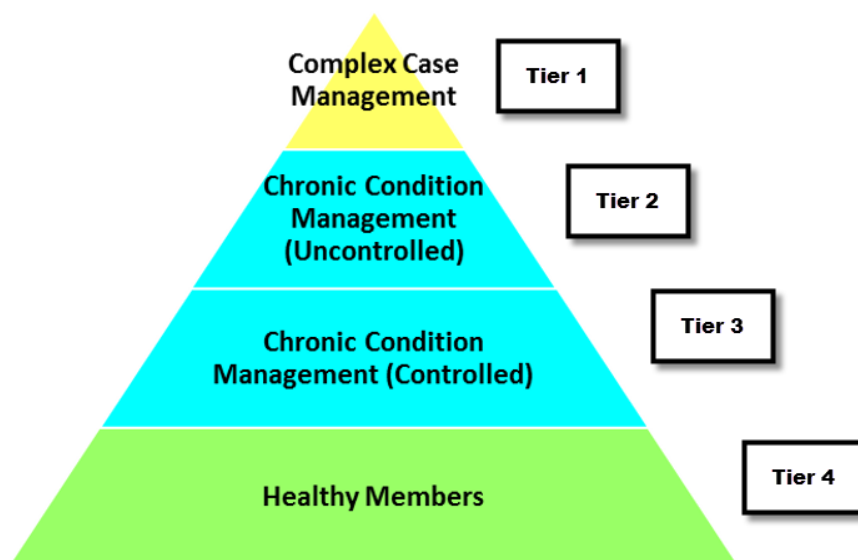 Complex Case
Management
Tier 1
Chronic Condition
Management
(Uncontrolled)
Tier 2
Chronic Condition
Management (Controlled)
Tier 3
Healthy Members
Tier 4